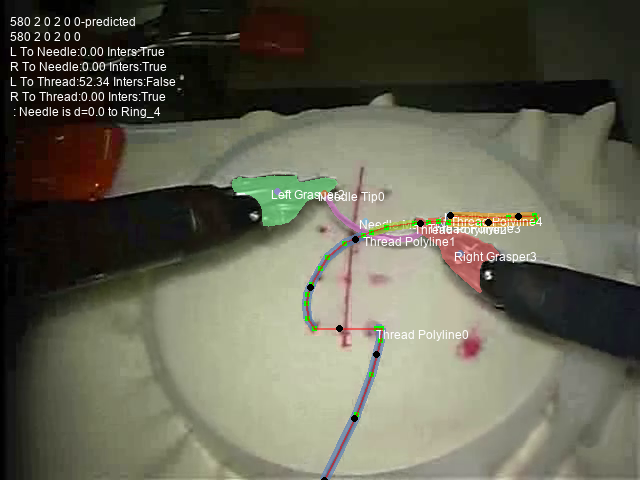 580 2 0 2 0 0-predicted
580 2 0 2 0 0
L To Needle:0.00 Inters:True
R To Needle:0.00 Inters:True
L To Thread:52.34 Inters:False
R To Thread:0.00 Inters:True
: Needle is d=0.0 to Ring_4
Left Grasper2
Needle Tip0
Thread Polyline4
Thread Polyline1
Right Grasper3
Thread Polyline0